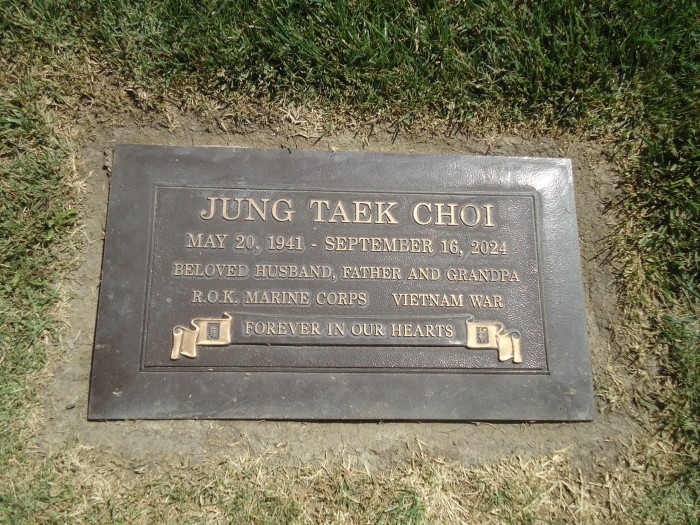 JUNG TAEK CHOI
MAY 20, 1941 - SEPTEMBER 16, 2024
BELOVED HUSBAND, FATHER AND GRANDPA
R.O.K. MARINE CORPS VIETNAM WAR
FOREVER IN OUR HEARTS